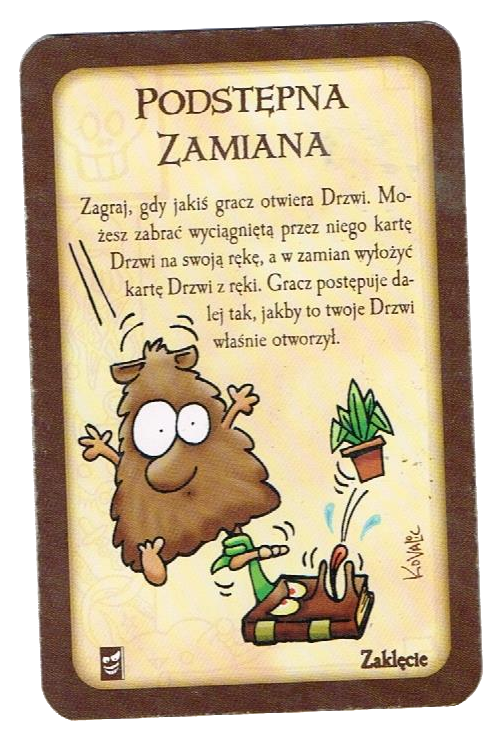 Podstępna
Zamiana
Zagraj, gdy jakiś gracz otwiera Drzwi. Mo-
żesz zabrać wyciągniętą przez niego kartę
Drzwi na swoją rękę, a w zamian wyłożyć
kartę Drzwi z ręki. Gracz postępuje da-
lej tak, jakby to twoje Drzwi
właśnie otworzył.
Kovalic
Zaklęcie